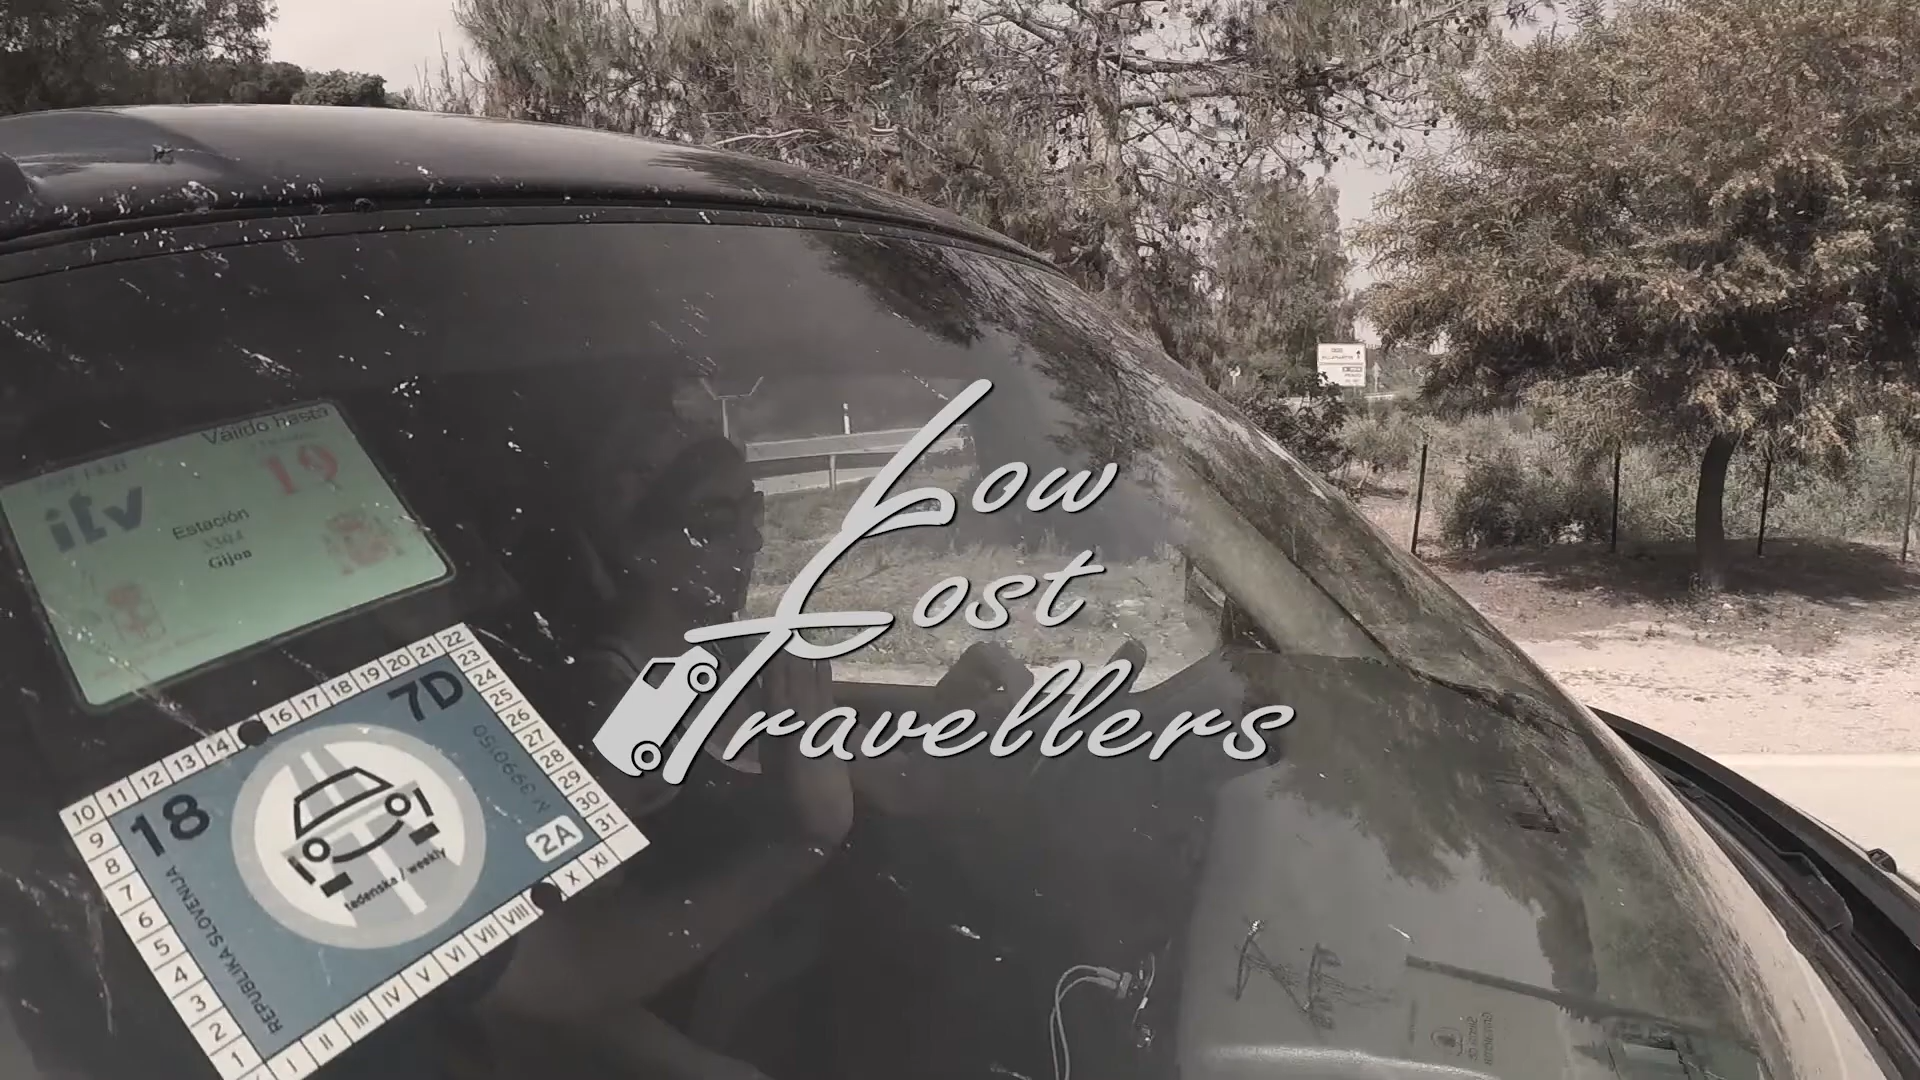 Válido hasta
19
itv
Estación
Gijon
22
16 17 18 19 20 21
10 11 12 13 14
23
24
25
26
27
28
29
30
31
7D
18
2A
N 399050
tedenska / weekly
REPUBLIKA SLOVENIJA
9
8
7
6
5
4
3
2
1
I II III IV V VI VII VIII X XI
Low
Cost
Travellers